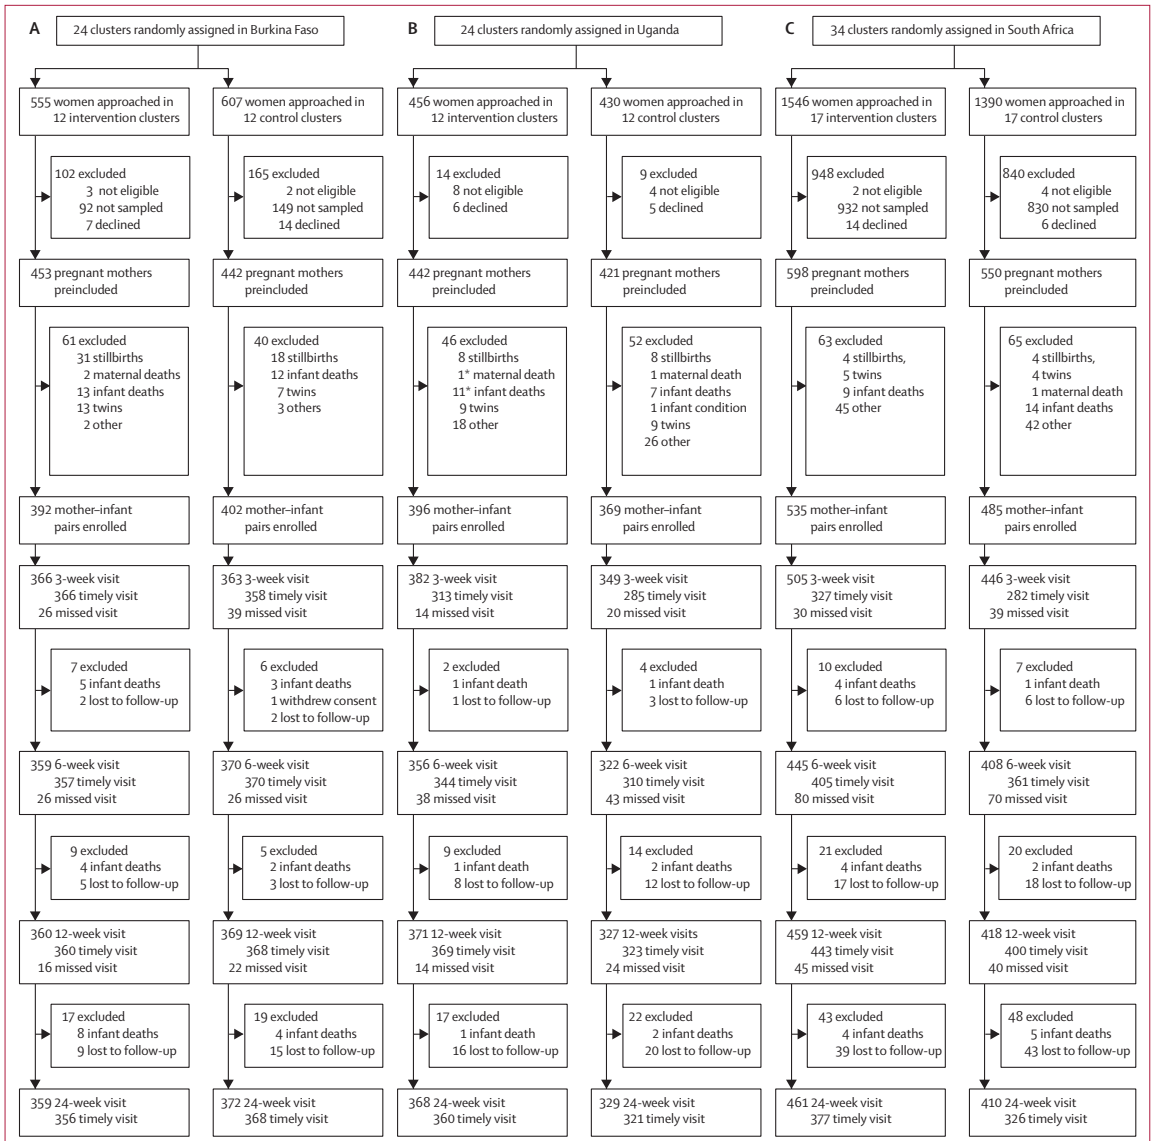 A
24 clusters randomly assigned in Burkina Faso
555 women approached in
12 intervention clusters
607 women approached in
12 control clusters
102 excluded
3 not eligible
92 not sampled
7 declined
165 excluded
2 not eligible
149 not sampled
14 declined
453 pregnant mothers
preincluded
442 pregnant mothers
preincluded
61 excluded
31 stillbirths
2 maternal deaths
13 infant deaths
13 twins
2 other
40 excluded
18 stillbirths
12 infant deaths
7 twins
3 others
392 mother–infant
pairs enrolled
402 mother–infant
pairs enrolled
366 3-week visit
366 timely visit
26 missed visit
363 3-week visit
358 timely visit
39 missed visit
7 excluded
5 infant deaths
2 lost to follow-up
6 excluded
3 infant deaths
1 withdrew consent
2 lost to follow-up
359 6-week visit
357 timely visit
26 missed visit
370 6-week visit
370 timely visit
26 missed visit
9 excluded
4 infant deaths
5 lost to follow-up
5 excluded
2 infant deaths
3 lost to follow-up
360 12-week visit
360 timely visit
16 missed visit
369 12-week visit
368 timely visit
22 missed visit
17 excluded
8 infant deaths
9 lost to follow-up
19 excluded
4 infant deaths
15 lost to follow-up
359 24-week visit
356 timely visit
372 24-week visit
368 timely visit
B
24 clusters randomly assigned in Uganda
456 women approached in
12 intervention clusters
430 women approached in
12 control clusters
14 excluded
8 not eligible
6 declined
9 excluded
4 not eligible
5 declined
442 pregnant mothers
preincluded
421 pregnant mothers
preincluded
46 excluded
8 stillbirths
1* maternal death
11* infant deaths
9 twins
18 other
52 excluded
8 stillbirths
1 maternal death
7 infant deaths
1 infant condition
9 twins
26 other
396 mother–infant
pairs enrolled
369 mother–infant
pairs enrolled
382 3-week visit
313 timely visit
14 missed visit
349 3-week visit
285 timely visit
20 missed visit
2 excluded
1 infant death
1 lost to follow-up
4 excluded
1 infant death
3 lost to follow-up
356 6-week visit
344 timely visit
38 missed visit
322 6-week visit
310 timely visit
43 missed visit
9 excluded
1 infant death
8 lost to follow-up
14 excluded
2 infant deaths
12 lost to follow-up
371 12-week visit
369 timely visit
14 missed visit
327 12-week visits
323 timely visit
24 missed visit
17 excluded
1 infant death
16 lost to follow-up
22 excluded
2 infant deaths
20 lost to follow-up
368 24-week visit
360 timely visit
329 24-week visit
321 timely visit
C
34 clusters randomly assigned in South Africa
1546 women approached in
17 intervention clusters
1390 women approached in
17 control clusters
948 excluded
2 not eligible
932 not sampled
14 declined
840 excluded
4 not eligible
830 not sampled
6 declined
598 pregnant mothers
preincluded
550 pregnant mothers
preincluded
63 excluded
4 stillbirths,
5 twins
9 infant deaths
45 other
65 excluded
4 stillbirths,
4 twins
1 maternal death
14 infant deaths
42 other
535 mother–infant
pairs enrolled
485 mother–infant
pairs enrolled
505 3-week visit
327 timely visit
30 missed visit
446 3-week visit
282 timely visit
39 missed visit
10 excluded
4 infant deaths
6 lost to follow-up
7 excluded
1 infant death
6 lost to follow-up
445 6-week visit
405 timely visit
80 missed visit
408 6-week visit
361 timely visit
70 missed visit
21 excluded
4 infant deaths
17 lost to follow-up
20 excluded
2 infant deaths
18 lost to follow-up
459 12-week visit
443 timely visit
45 missed visit
418 12-week visit
400 timely visit
40 missed visit
43 excluded
4 infant deaths
39 lost to follow-up
48 excluded
5 infant deaths
43 lost to follow-up
461 24-week visit
377 timely visit
410 24-week visit
326 timely visit